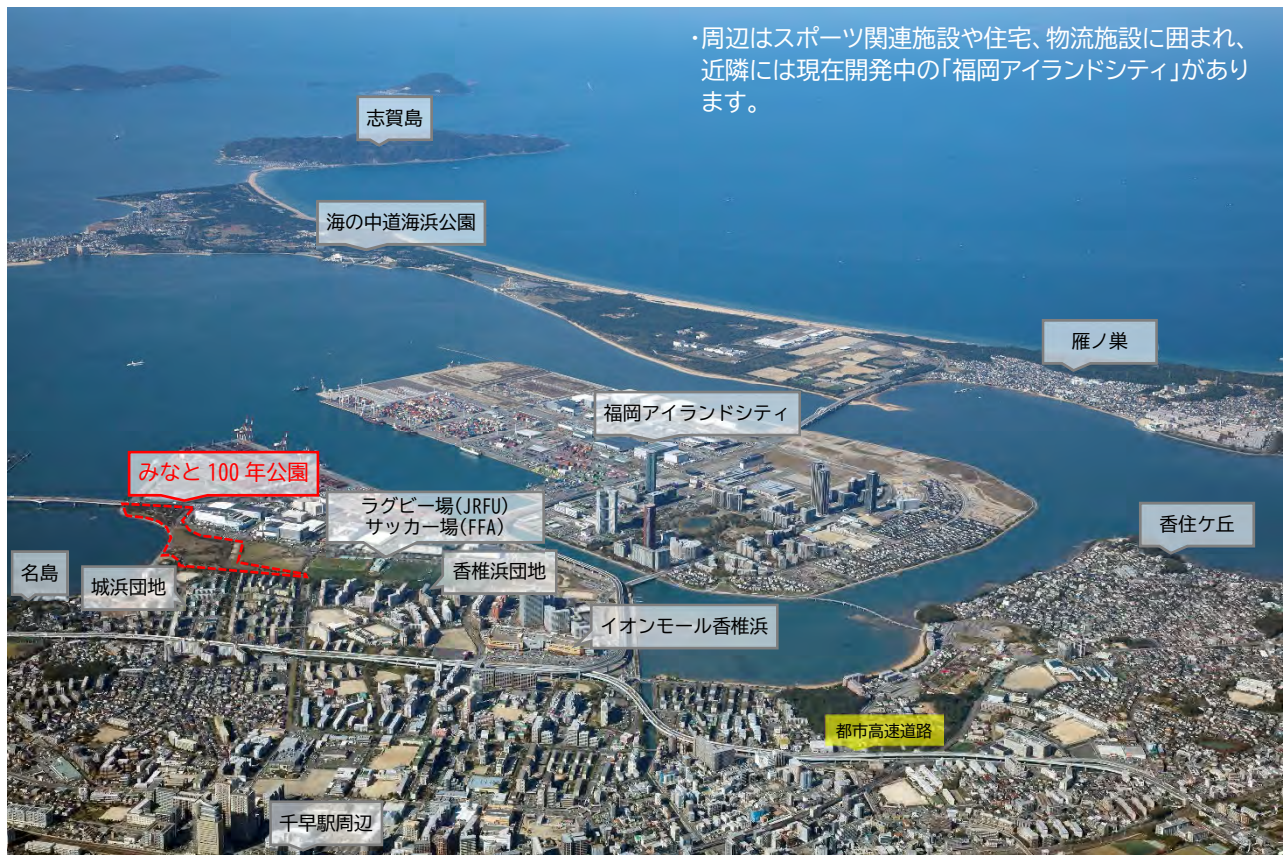 ・周辺はスポーツ関連施設や住宅、物流施設に囲まれ、
近隣には現在開発中の「福岡アイランドシティ」があり
ます。
志賀島
海の中道海浜公園
雁ノ巣
福岡アイランドシティ
みなと 100 年公園
ラグビー場(JRFU)
サッカー場(FFA)
香住ケ丘
名島
城浜団地
香椎浜団地
イオンモール香椎浜
都市高速道路
千早駅周辺